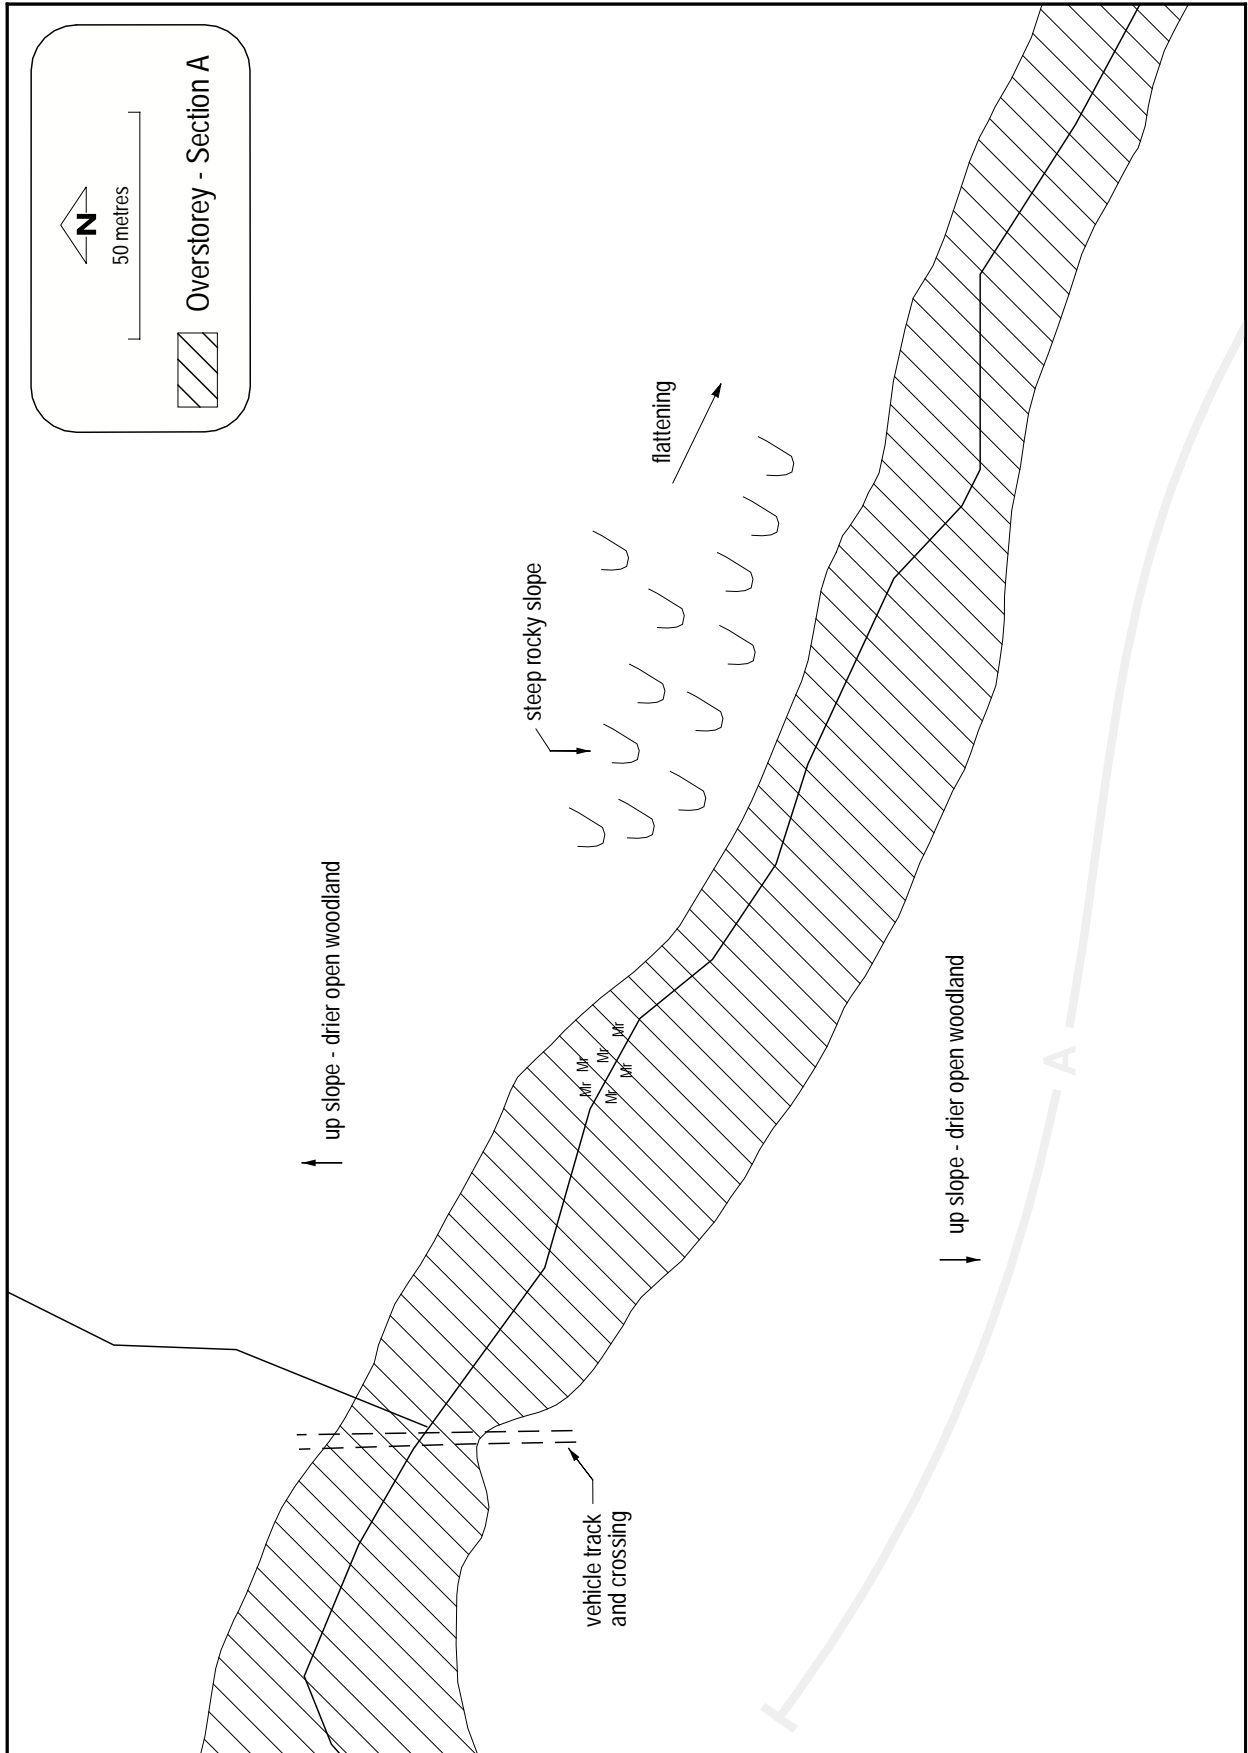 N
50 metres
Overstorey - Section A
flattening
steep rocky slope
up slope - drier open woodland
Mr
Mr
Mr
Mr
Mr
Mr
up slope - drier open woodland
A
vehicle track
and crossing